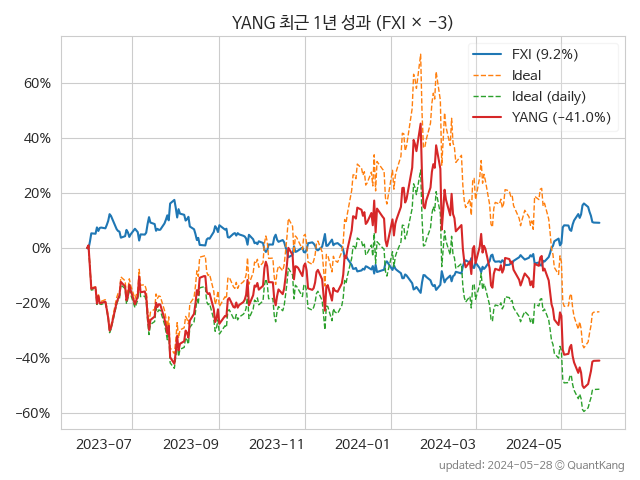 YANG 최근 1년 성과 (FXI × −3)
FXI (9.2%)
Ideal
Ideal (daily)
YANG (−41.0%)
60%
40%
20%
0%
−20%
−40%
−60%
2023−07
2023−09
2023−11
2024−01
2024−03
2024−05
updated: 2024-05-28 © QuantKang